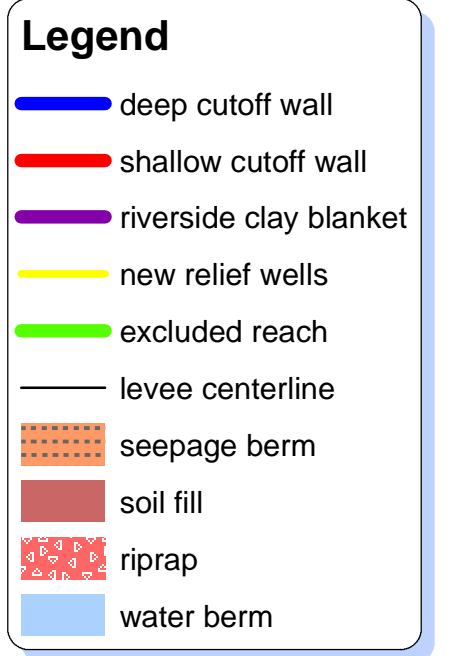 Legend
deep cutoff wall
shallow cutoff wall
riverside clay blanket
new relief wells
excluded reach
levee centerline
seepage berm
soil fill
riprap
water berm